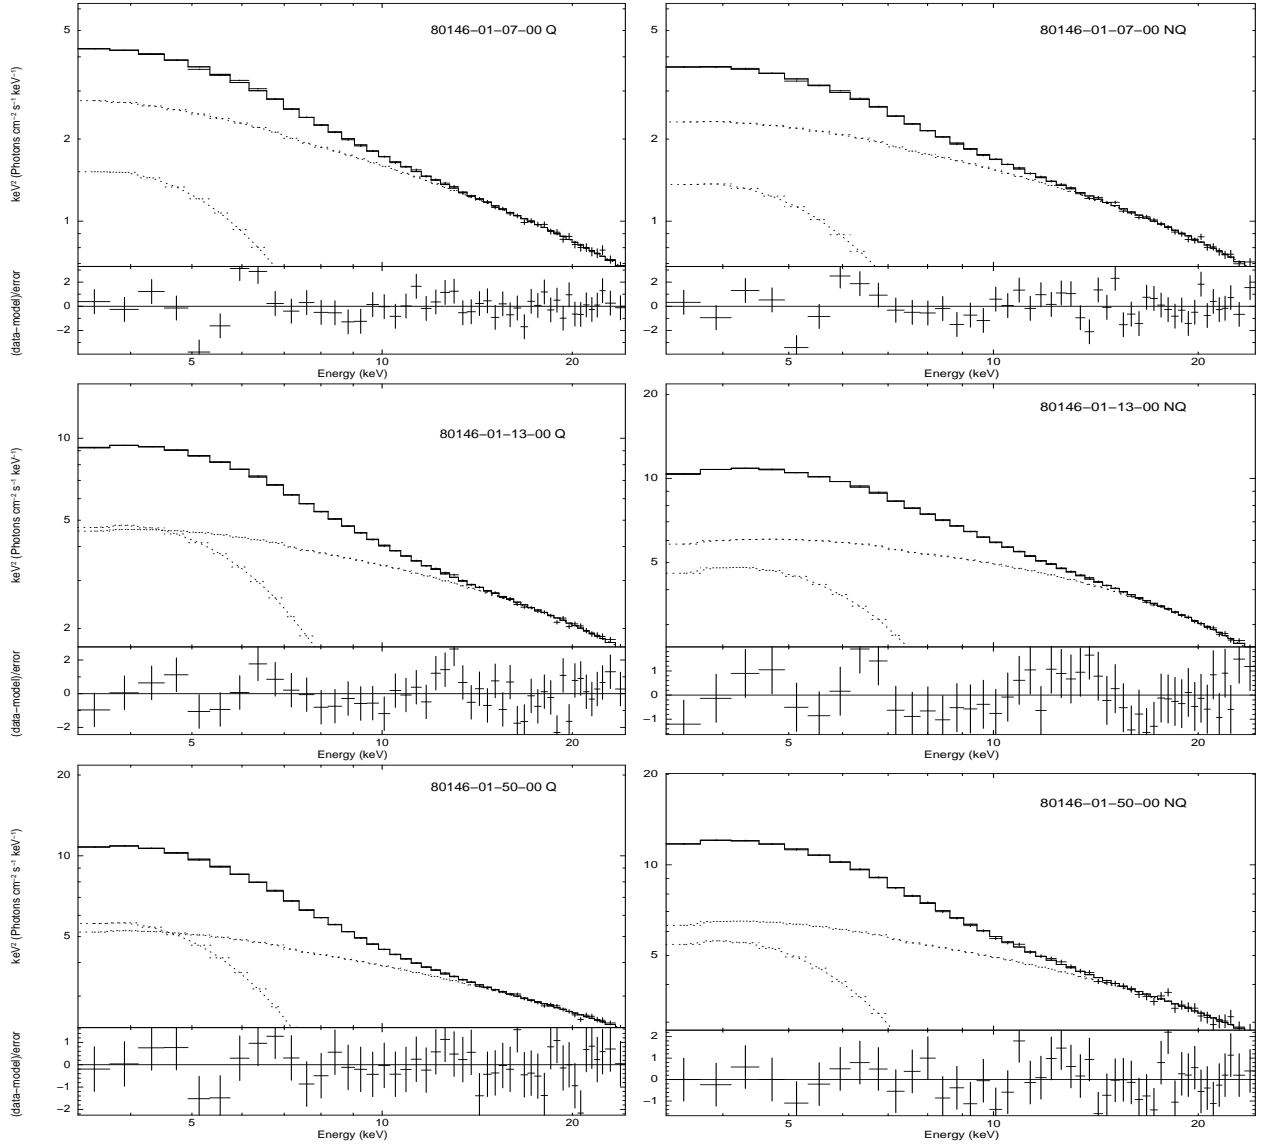 80146−01−07−00 Q
5
2
1
keV² (Photons cm⁻² s⁻¹ keV⁻¹)
2
0
−2
(data−model)/error
5 10 20
Energy (keV)
80146−01−07−00 NQ
5
2
1
2
0
−2
5 10 20
Energy (keV)
80146−01−13−00 Q
10
5
2
keV² (Photons cm⁻² s⁻¹ keV⁻¹)
2
0
−2
(data−model)/error
5 10 20
Energy (keV)
80146−01−13−00 NQ
20
10
5
1
0
−1
5 10 20
Energy (keV)
80146−01−50−00 Q
20
10
5
keV² (Photons cm⁻² s⁻¹ keV⁻¹)
1
0
−1
−2
(data−model)/error
5 10 20
Energy (keV)
80146−01−50−00 NQ
20
10
5
2
1
0
−1
5 10 20
Energy (keV)